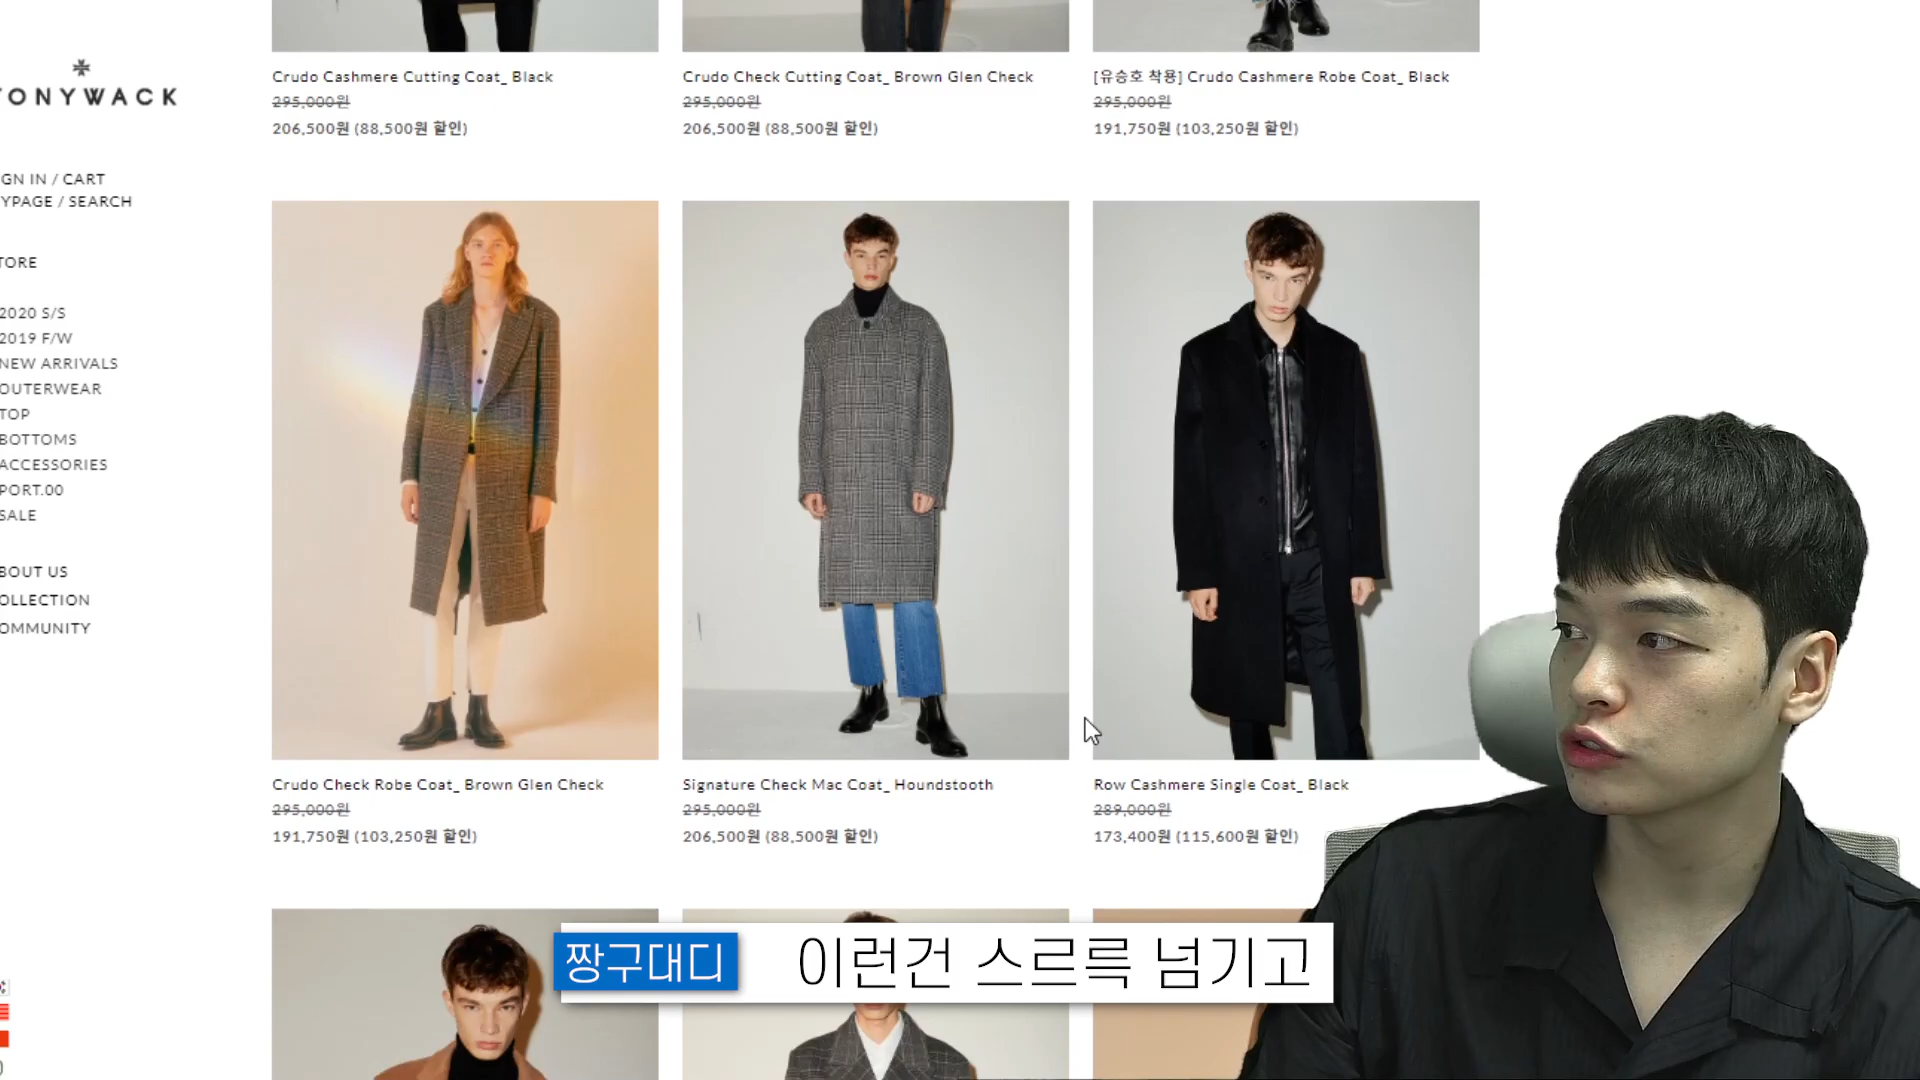 TONYWACK
GN IN / CART
YPAGE / SEARCH
TORE
2020 S/S
2019 F/W
NEW ARRIVALS
OUTERWEAR
TOP
BOTTOMS
ACCESSORIES
PORT.00
SALE
BOUT US
OLLECTION
OMMUNITY
Crudo Cashmere Cutting Coat_ Black
295,000원
206,500원 (88,500원 할인)
Crudo Check Cutting Coat_ Brown Glen Check
295,000원
206,500원 (88,500원 할인)
[유승호 착용] Crudo Cashmere Robe Coat_ Black
295,000원
191,750원 (103,250원 할인)
Crudo Check Robe Coat_ Brown Glen Check
295,000원
191,750원 (103,250원 할인)
Signature Check Mac Coat_ Houndstooth
295,000원
206,500원 (88,500원 할인)
Row Cashmere Single Coat_ Black
289,000원
173,400원 (115,600원 할인)
짱구대디 이런건 스르륵 넘기고